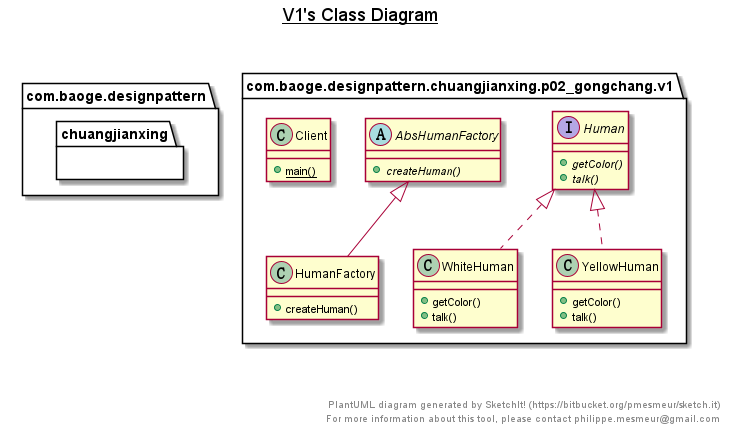 V1's Class Diagram
com.baoge.designpattern
chuangjianxing
com.baoge.designpattern.chuangjianxing.p02_gongchang.v1
C Client
main()
A AbsHumanFactory
createHuman()
I Human
getColor()
talk()
C HumanFactory
createHuman()
C WhiteHuman
getColor()
talk()
C YellowHuman
getColor()
talk()
PlantUML diagram generated by SketchIt! (https://bitbucket.org/pmesmeur/sketch.it)
For more information about this tool, please contact philippe.mesmeur@gmail.com